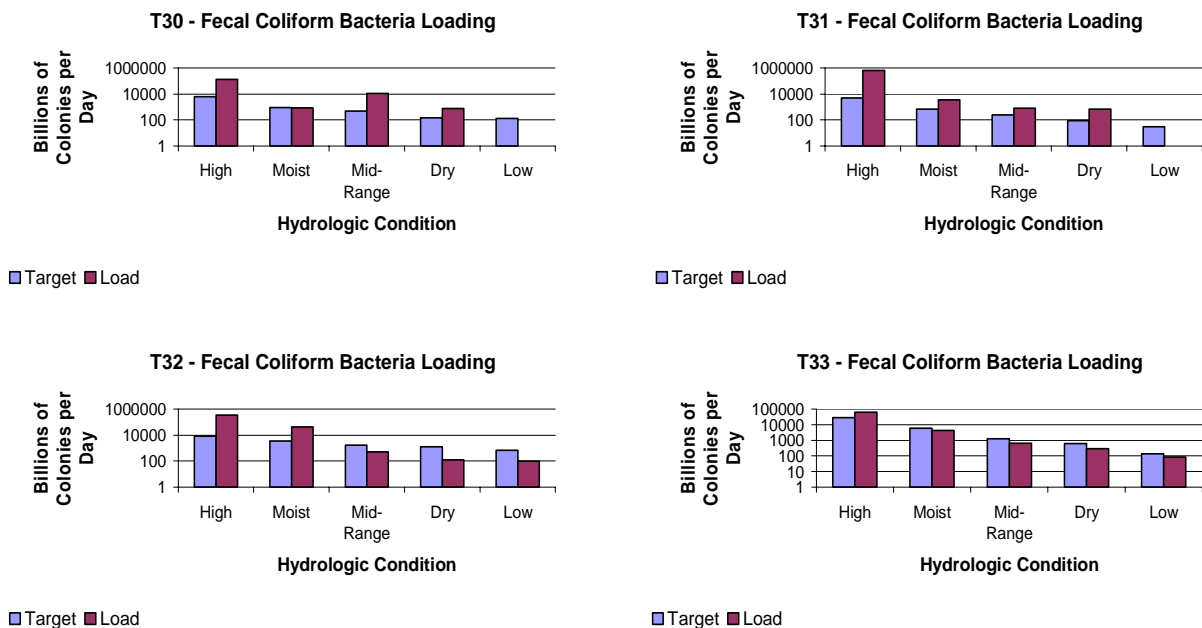 T30 - Fecal Coliform Bacteria Loading
Billions of
Colonies per
Day
1000000
10000
100
1
High
Moist
Mid-
Range
Dry
Low
Hydrologic Condition
Target
Load
T31 - Fecal Coliform Bacteria Loading
Billions of
Colonies per
Day
1000000
10000
100
1
High
Moist
Mid-
Range
Dry
Low
Hydrologic Condition
Target
Load
T32 - Fecal Coliform Bacteria Loading
Billions of
Colonies per
Day
1000000
10000
100
1
High
Moist
Mid-
Range
Dry
Low
Hydrologic Condition
Target
Load
T33 - Fecal Coliform Bacteria Loading
Billions of
Colonies per
Day
100000
10000
1000
100
10
1
High
Moist
Mid-
Range
Dry
Low
Hydrologic Condition
Target
Load